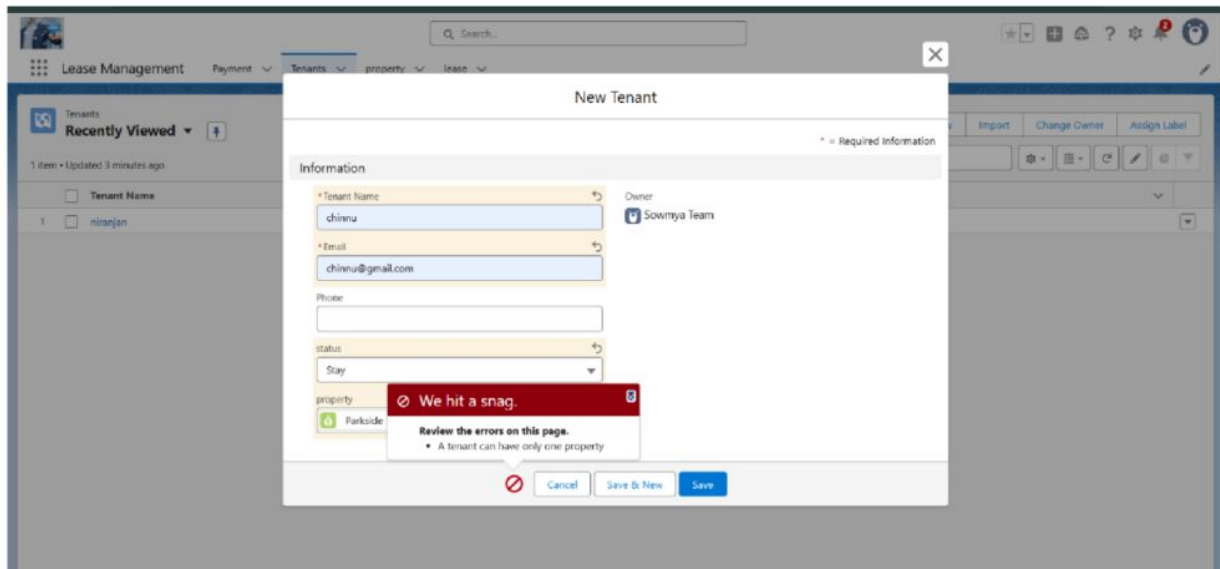 Search...
2
Lease Management Payment Tenants property lease
New Tenant
Tenants
Recently Viewed
Import Change Owner Assign Label
* = Required Information
1 item • Updated 3 minutes ago
Information
Tenant Name
1 niranjan
* Tenant Name
chinnu
Owner
Sowmya Team
* Email
chinnu@gmail.com
Phone
status
Stay
property
Parkside
We hit a snag.
Review the errors on this page.
• A tenant can have only one property
Cancel Save & New Save